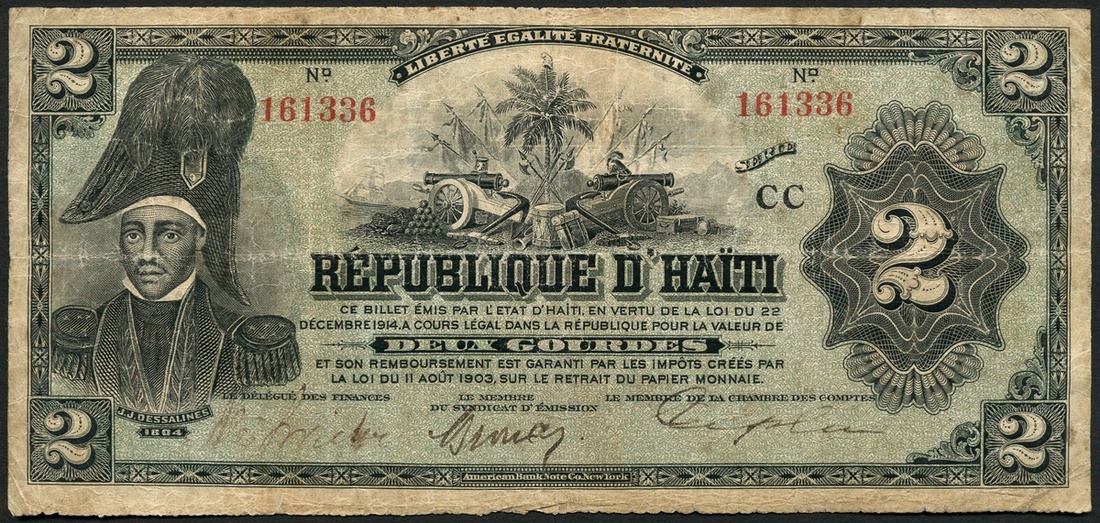 2
LIBERTÉ EGALITÉ FRATERNITÉ
2
Nº
161336
Nº
161336
SERIE
CC
2
RÉPUBLIQUE D'HAÏTI
CE BILLET ÉMIS PAR L'ETAT D'HAÏTI, EN VERTU DE LA LOI DU 22
DÉCEMBRE 1914, A COURS LÉGAL DANS LA RÉPUBLIQUE POUR LA VALEUR DE
DEUX GOURDES
ET SON REMBOURSEMENT EST GARANTI PAR LES IMPÔTS CRÉÉS PAR
LA LOI DU 11 AOÛT 1903, SUR LE RETRAIT DU PAPIER MONNAIE.
LE DÉLÉGUÉ DES FINANCES
LE MEMBRE
DU SYNDICAT D'ÉMISSION
LE MEMBRE DE LA CHAMBRE DES COMPTES
J.J. DESSALINES
1804
2
American Bank Note Co. New York
2